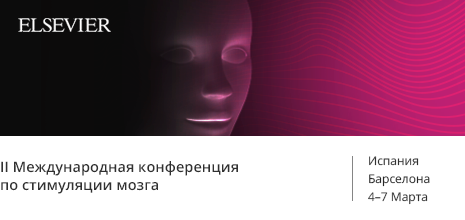 ELSEVIER
II Международная конференция
по стимуляции мозга
Испания
Барселона
4–7 Марта